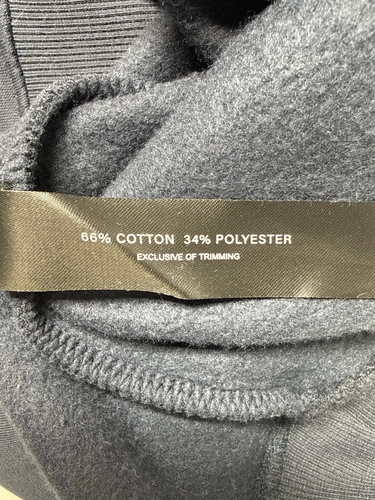 66% COTTON 34% POLYESTER
EXCLUSIVE OF TRIMMING